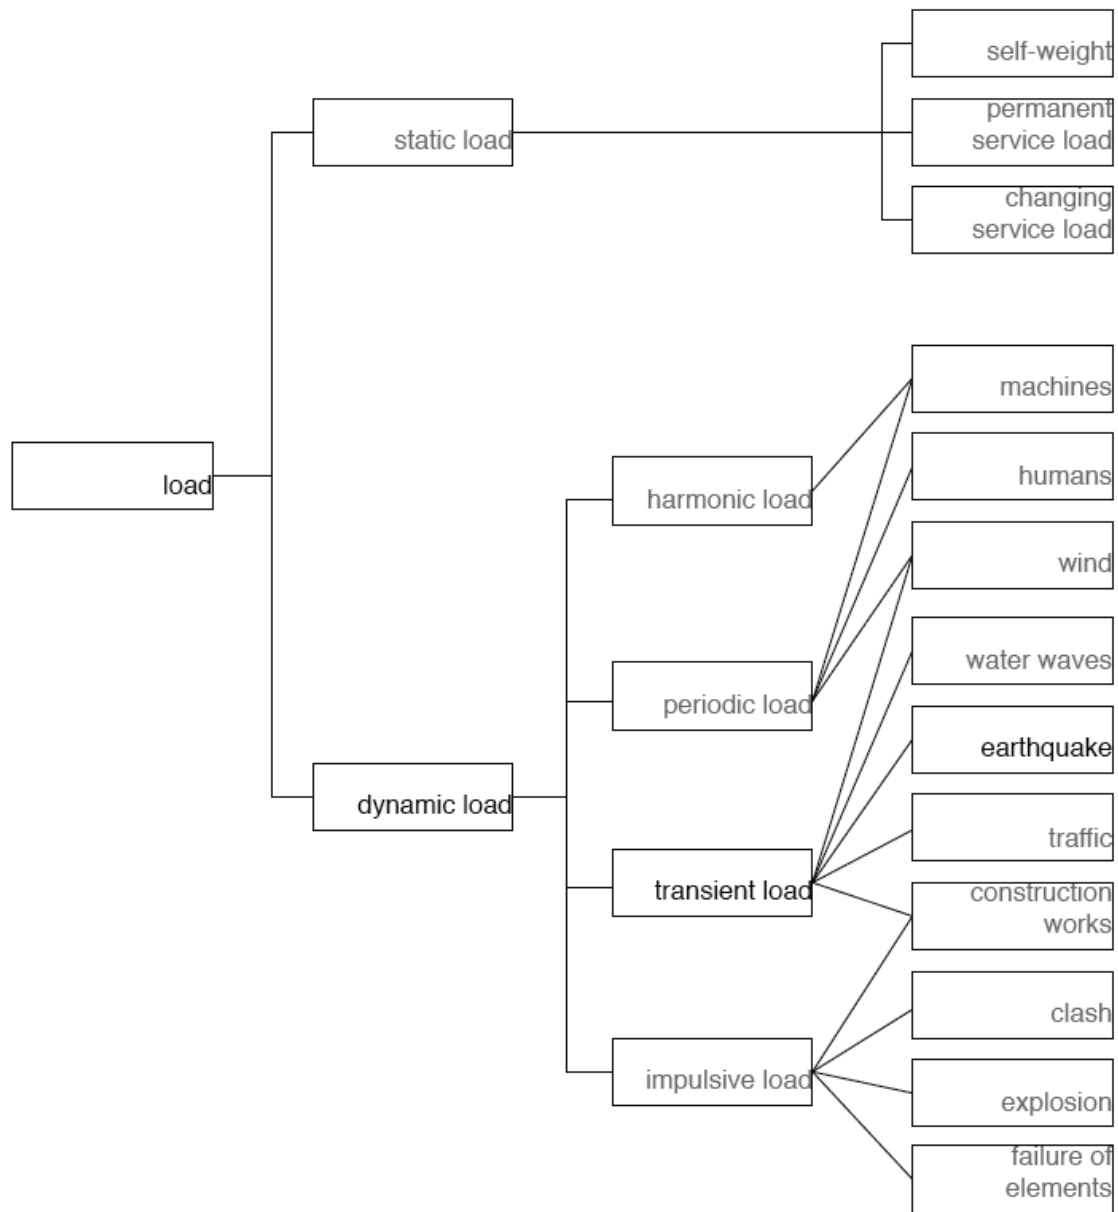 self-weight
permanent
service load
static load
changing
service load
machines
humans
load
harmonic load
wind
water waves
periodic load
earthquake
dynamic load
traffic
transient load
construction
works
clash
impulsive load
explosion
failure of
elements